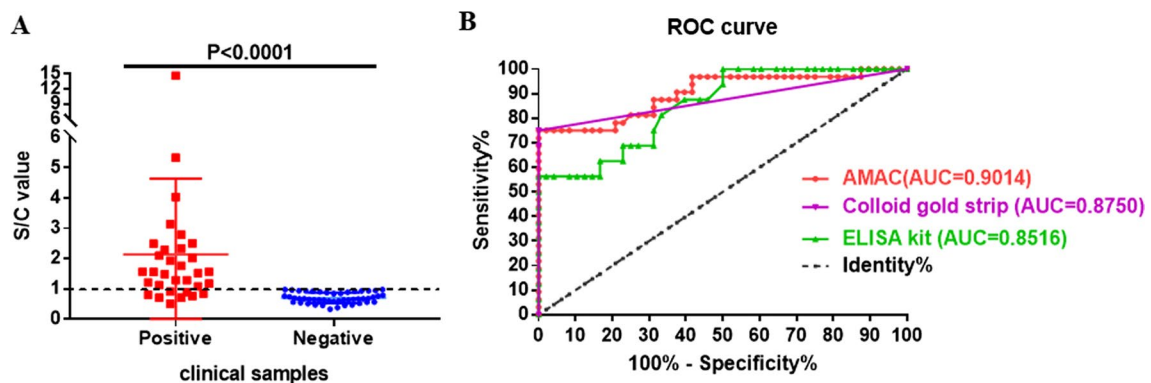 A
P<0.0001
15
12
9
6
6
5
4
3
2
1
0
S/C value
Positive
Negative
clinical samples
B
ROC curve
100
90
80
70
60
50
40
30
20
10
0
Sensitivity%
0 10 20 30 40 50 60 70 80 90 100
100% - Specificity%
AMAC(AUC=0.9014)
Colloid gold strip (AUC=0.8750)
ELISA kit (AUC=0.8516)
Identity%